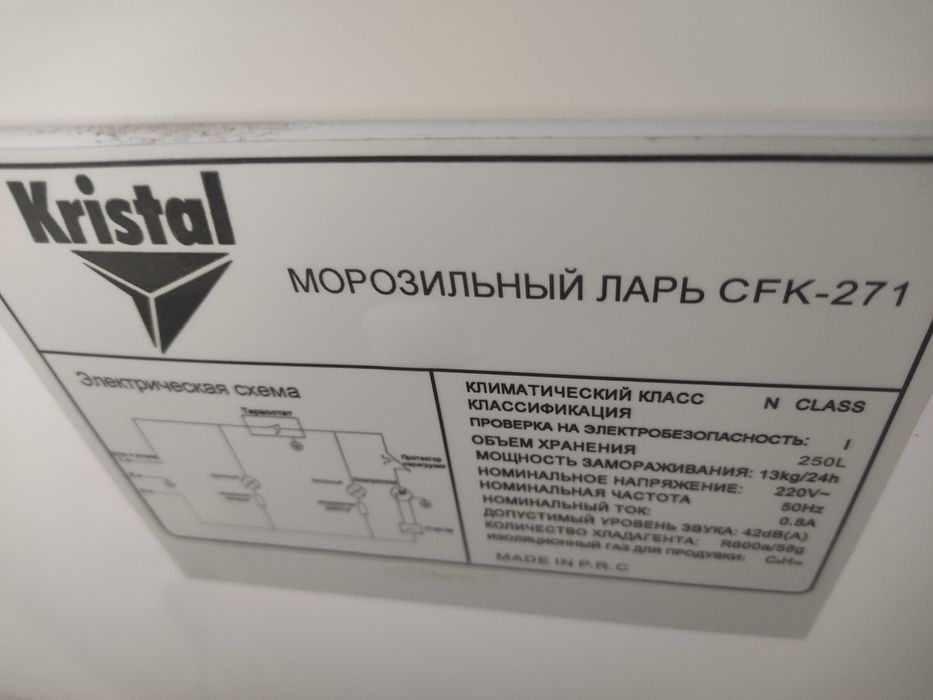 Kristal
МОРОЗИЛЬНЫЙ ЛАРЬ CFK-271
Электрическая схема
Термостат
Протектор
перегрузки
M
КЛИМАТИЧЕСКИЙ КЛАСС N CLASS
КЛАССИФИКАЦИЯ
ПРОВЕРКА НА ЭЛЕКТРОБЕЗОПАСНОСТЬ: I
ОБЪЕМ ХРАНЕНИЯ 250L
МОЩНОСТЬ ЗАМОРАЖИВАНИЯ: 13kg/24h
НОМИНАЛЬНОЕ НАПРЯЖЕНИЕ: 220V~
НОМИНАЛЬНАЯ ЧАСТОТА 50Hz
НОМИНАЛЬНЫЙ ТОК: 0.8A
ДОПУСТИМЫЙ УРОВЕНЬ ЗВУКА: 42dB(A)
КОЛИЧЕСТВО ХЛАДАГЕНТА: R600a/58g
ИЗОЛЯЦИОННЫЙ ГАЗ ДЛЯ ПРОДУВКИ: C₅H₁₀
MADE IN P.R.C